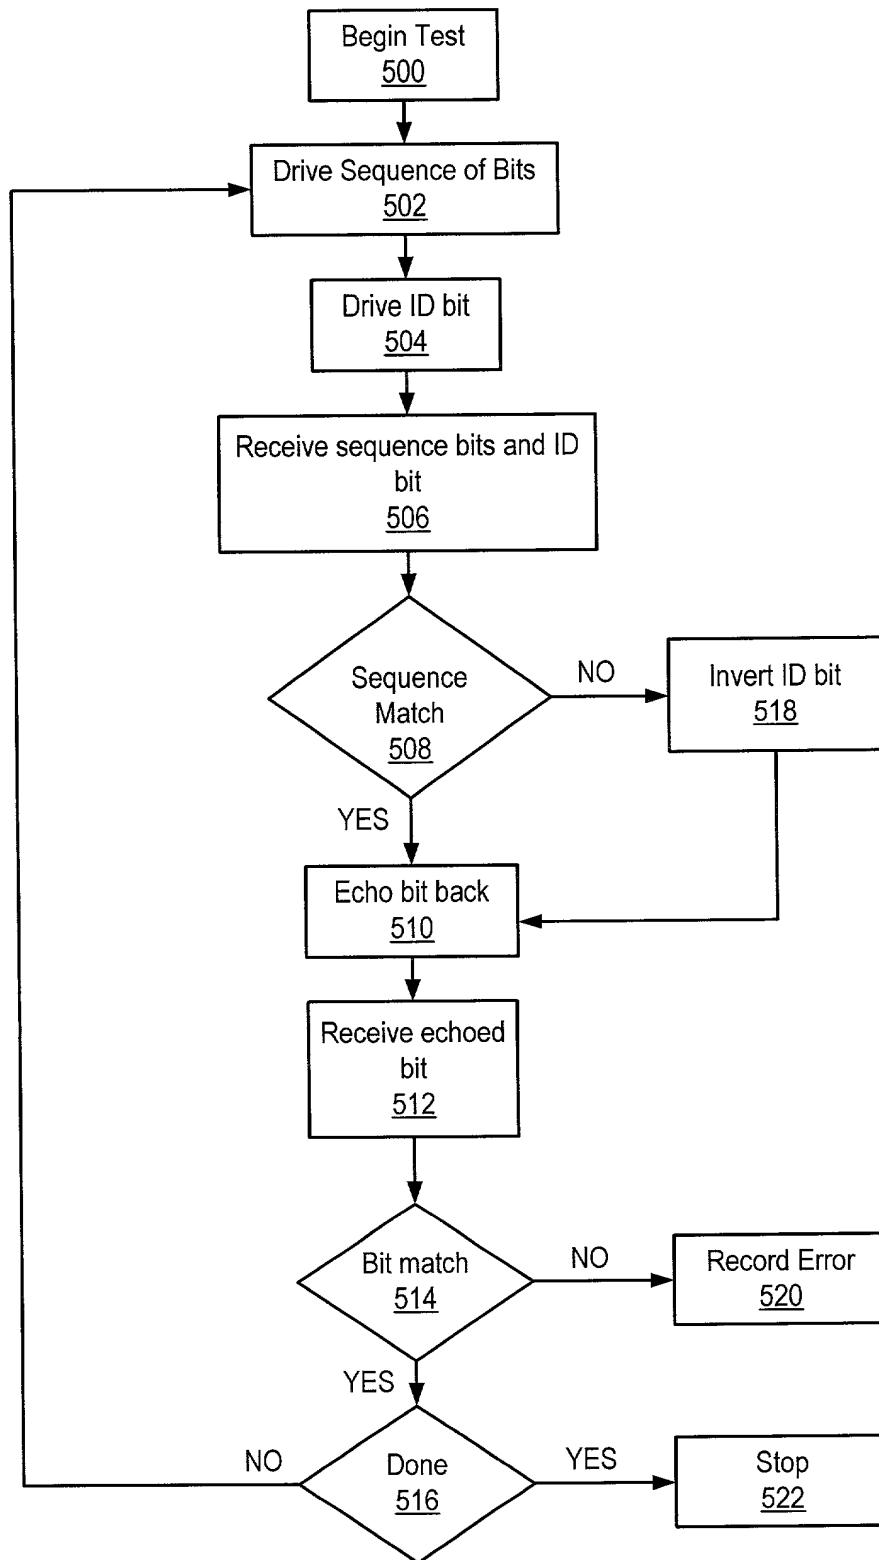 Begin Test
500
Drive Sequence of Bits
502
Drive ID bit
504
Receive sequence bits and ID
bit
506
Sequence
Match
508
NO
Invert ID bit
518
YES
Echo bit back
510
Receive echoed
bit
512
Bit match
514
NO
Record Error
520
YES
NO
Done
516
YES
Stop
522